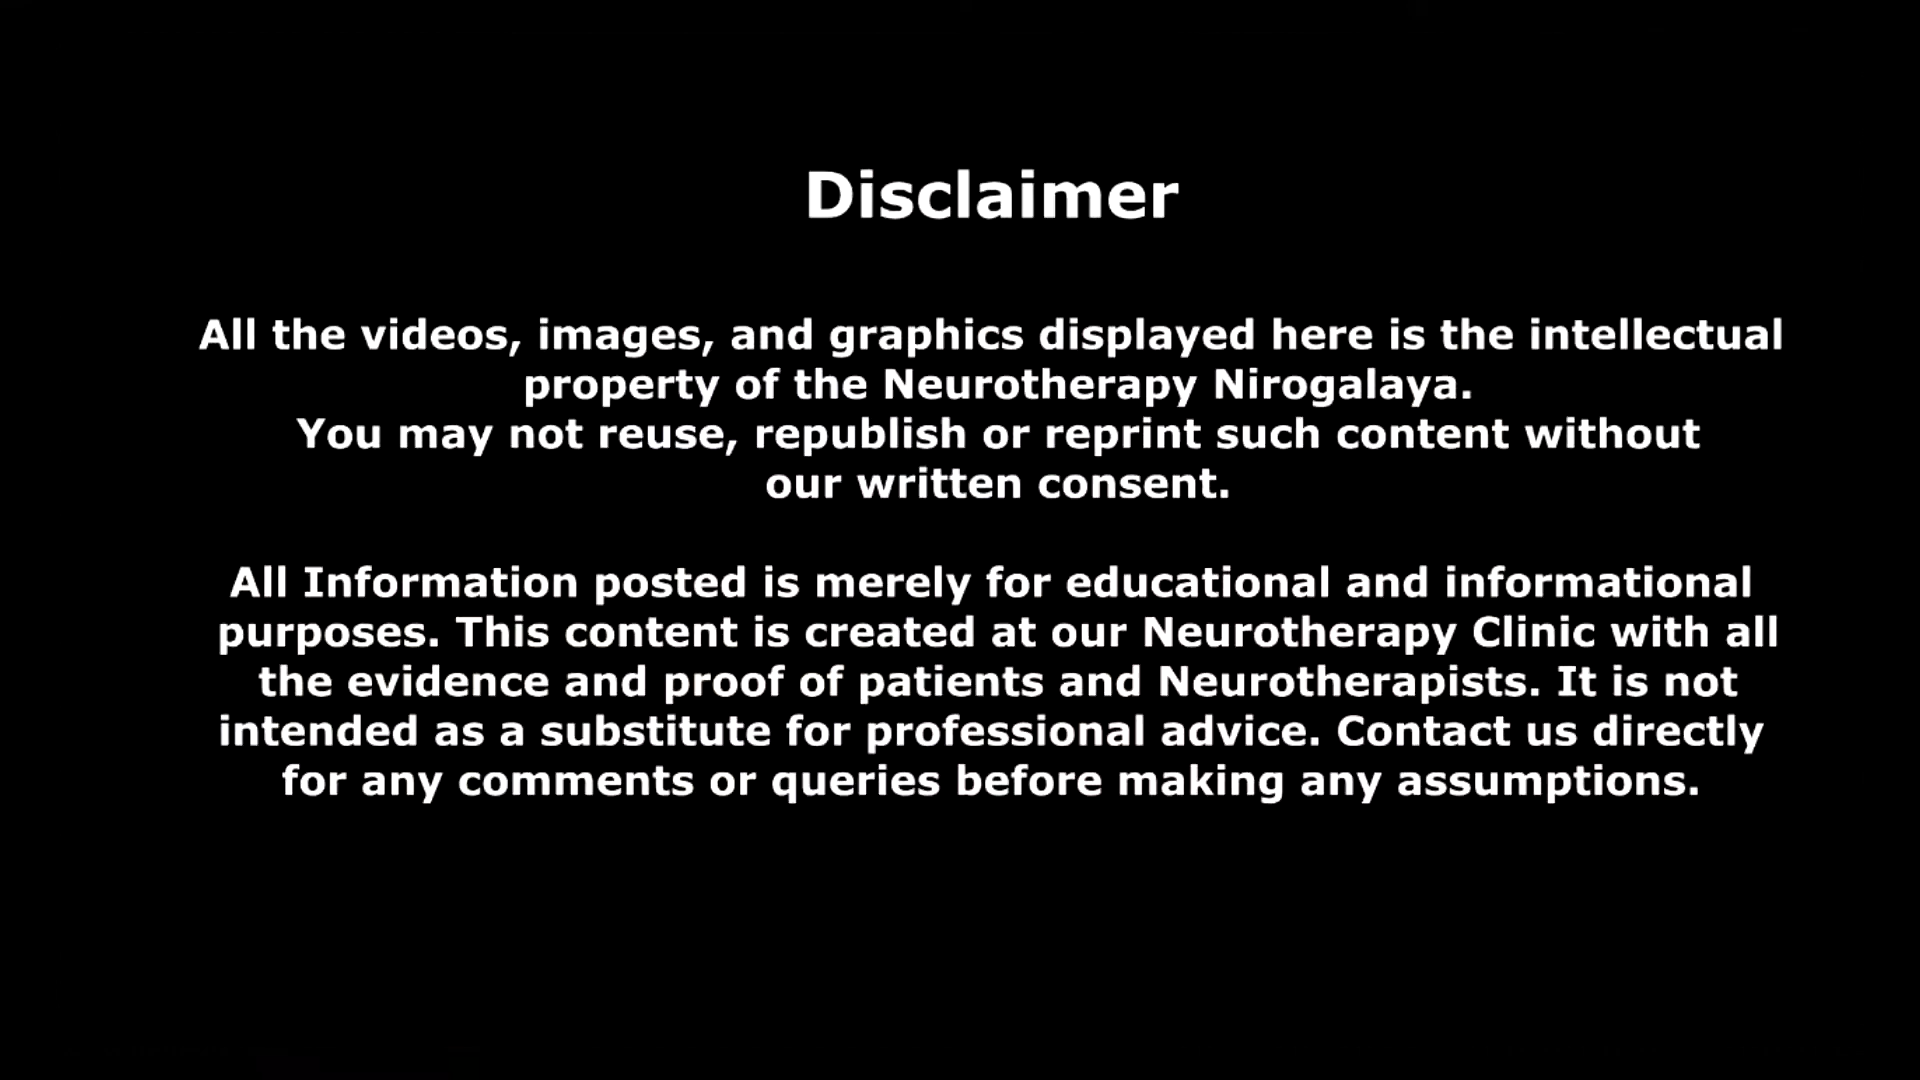 Disclaimer
All the videos, images, and graphics displayed here is the intellectual
property of the Neurotherapy Nirogalaya.
You may not reuse, republish or reprint such content without
our written consent.
All Information posted is merely for educational and informational
purposes. This content is created at our Neurotherapy Clinic with all
the evidence and proof of patients and Neurotherapists. It is not
intended as a substitute for professional advice. Contact us directly
for any comments or queries before making any assumptions.